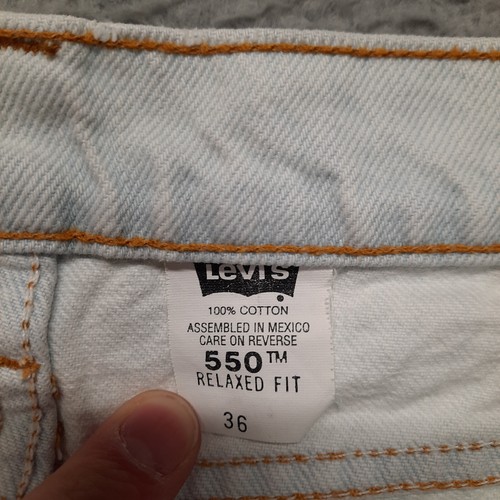 Levi's
100% COTTON
ASSEMBLED IN MEXICO
CARE ON REVERSE
550™
RELAXED FIT
36